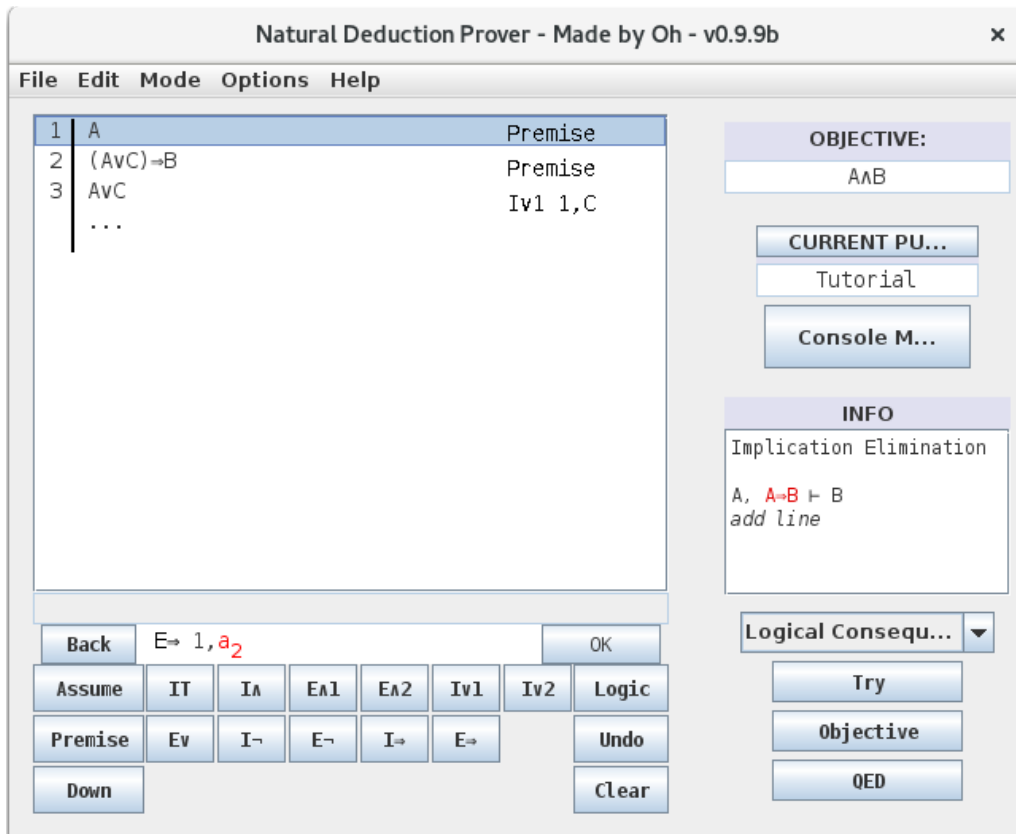 Natural Deduction Prover - Made by Oh - v0.9.9b ×
File Edit Mode Options Help
1 A Premise
2 (A∨C)⇒B Premise
3 A∨C I∨1 1,C
...
OBJECTIVE:
A∧B
CURRENT PU...
Tutorial
Console M...
INFO
Implication Elimination
A, A⇒B ⊢ B
add line
Back E⇒ 1,a₂ OK
Assume IT I∧ E∧1 E∧2 I∨1 I∨2 Logic
Premise E∨ I¬ E¬ I⇒ E⇒ Undo
Down Clear
Logical Consequ...
Try
Objective
QED